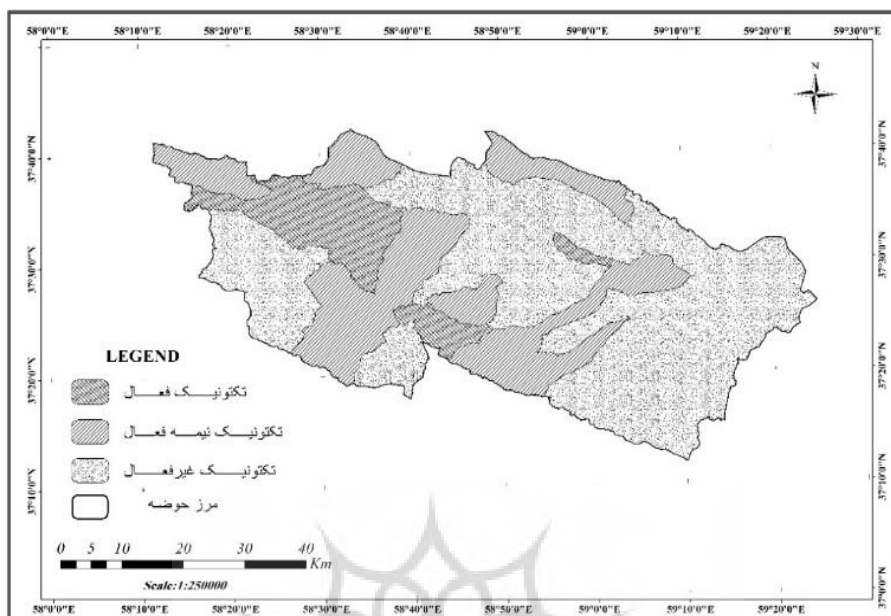 58°0'0"E 58°10'0"E 58°20'0"E 58°30'0"E 58°40'0"E 58°50'0"E 59°0'0"E 59°10'0"E 59°20'0"E 59°30'0"E
N
37°40'0"N 37°40'0"N
37°30'0"N 37°30'0"N
37°20'0"N 37°20'0"N
37°10'0"N 37°10'0"N
37°0'0"N
LEGEND
تکتونیک فعال
تکتونیک نیمه فعال
تکتونیک غیرفعال
مرز حوضه
0 5 10 20 30 40
Km
Scale:1:250000
58°0'0"E 58°10'0"E 58°20'0"E 58°30'0"E 58°40'0"E 58°50'0"E 59°0'0"E 59°10'0"E 59°20'0"E